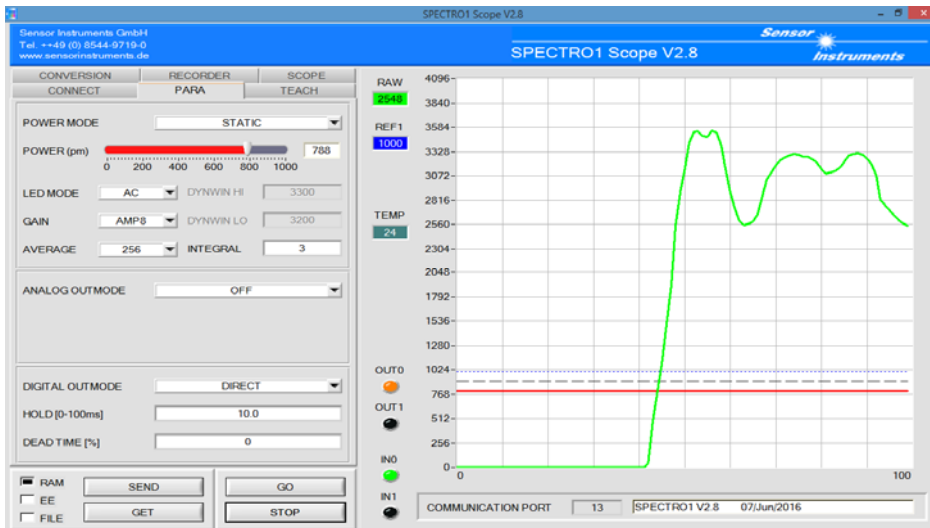 SPECTRO1 Scope V2.8
Sensor Instruments GmbH
Tel. ++49 (0) 8544-9719-0
www.sensorinstruments.de
SPECTRO1 Scope V2.8
Sensor
Instruments
CONVERSION RECORDER SCOPE
CONNECT PARA TEACH
POWER MODE STATIC
POWER (pm) 788
0 200 400 600 800 1000
LED MODE AC DYNWIN HI 3300
GAIN AMP8 DYNWIN LO 3200
AVERAGE 256 INTEGRAL 3
ANALOG OUTMODE OFF
DIGITAL OUTMODE DIRECT
HOLD [0-100ms] 10.0
DEAD TIME [%] 0
RAM
EE
FILE
SEND GO
GET STOP
RAW
2548
REF1
1000
TEMP
24
OUT0
OUT1
IN0
IN1
4096
3840
3584
3328
3072
2816
2560
2304
2048
1792
1536
1280
1024
768
512
256
0
0 100
COMMUNICATION PORT 13 SPECTRO1 V2.8 07/Jun/2016